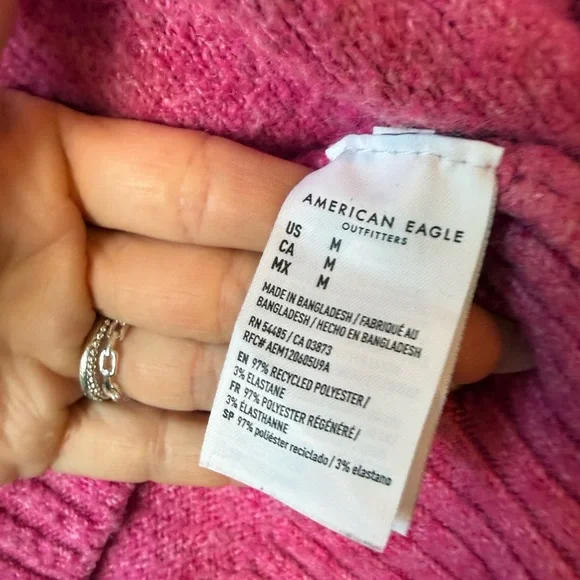 AMERICAN EAGLE
OUTFITTERS
US M
CA M
MX M
MADE IN BANGLADESH / FABRIQUÉ AU
BANGLADESH / HECHO EN BANGLADESH
RN 54485 / CA 03873
RFC# AEM120605U9A
EN 97% RECYCLED POLYESTER/
3% ELASTANE
FR 97% POLYESTER RÉGÉNÉRÉ/
3% ÉLASTHANNE
SP 97% poliéster reciclado / 3% elastano